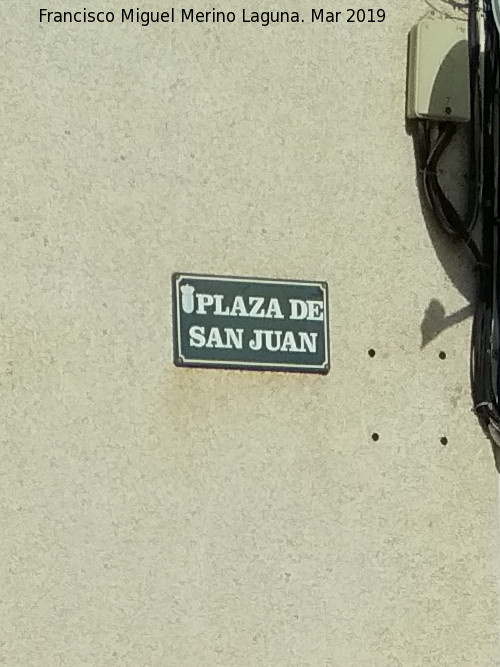 Francisco Miguel Merino Laguna. Mar 2019
PLAZA DE
SAN JUAN